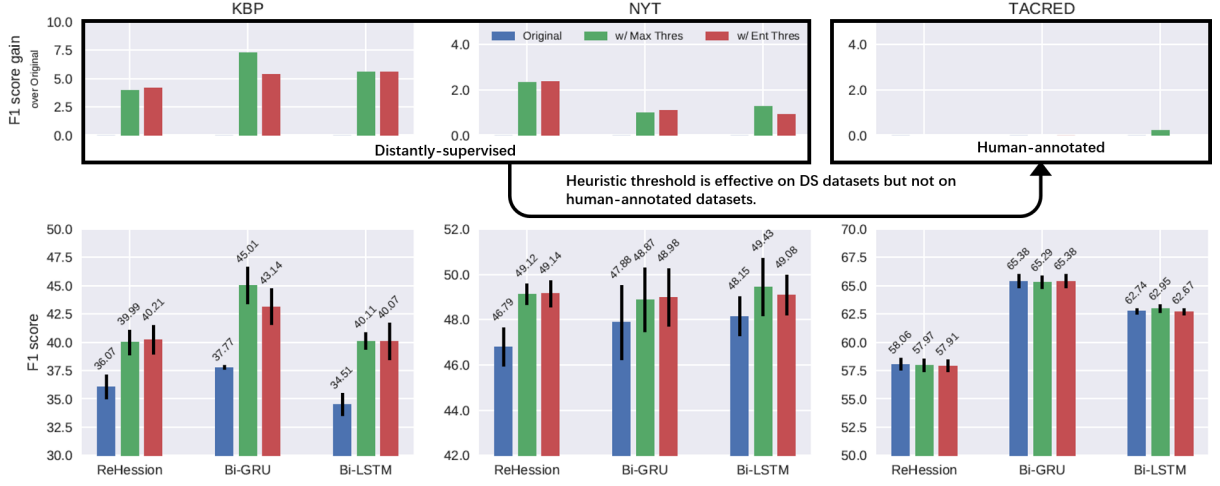 KBP
NYT
TACRED
F1 score gain
over Original
10.0
7.5
5.0
2.5
0.0
4.0
2.0
0.0
4.0
2.0
0.0
Original
w/ Max Thres
w/ Ent Thres
Distantly-supervised
Human-annotated
Heuristic threshold is effective on DS datasets but not on
human-annotated datasets.
F1 score
50.0
47.5
45.0
42.5
40.0
37.5
35.0
32.5
30.0
36.07
39.99
40.21
37.77
45.01
43.14
34.51
40.11
40.07
ReHession
Bi-GRU
Bi-LSTM
52.0
50.0
48.0
46.0
44.0
42.0
46.79
49.12
49.14
47.88
48.87
48.98
48.15
49.43
49.08
ReHession
Bi-GRU
Bi-LSTM
70.0
67.5
65.0
62.5
60.0
57.5
55.0
52.5
50.0
58.06
57.97
57.91
65.38
65.29
65.38
62.74
62.95
62.67
ReHession
Bi-GRU
Bi-LSTM